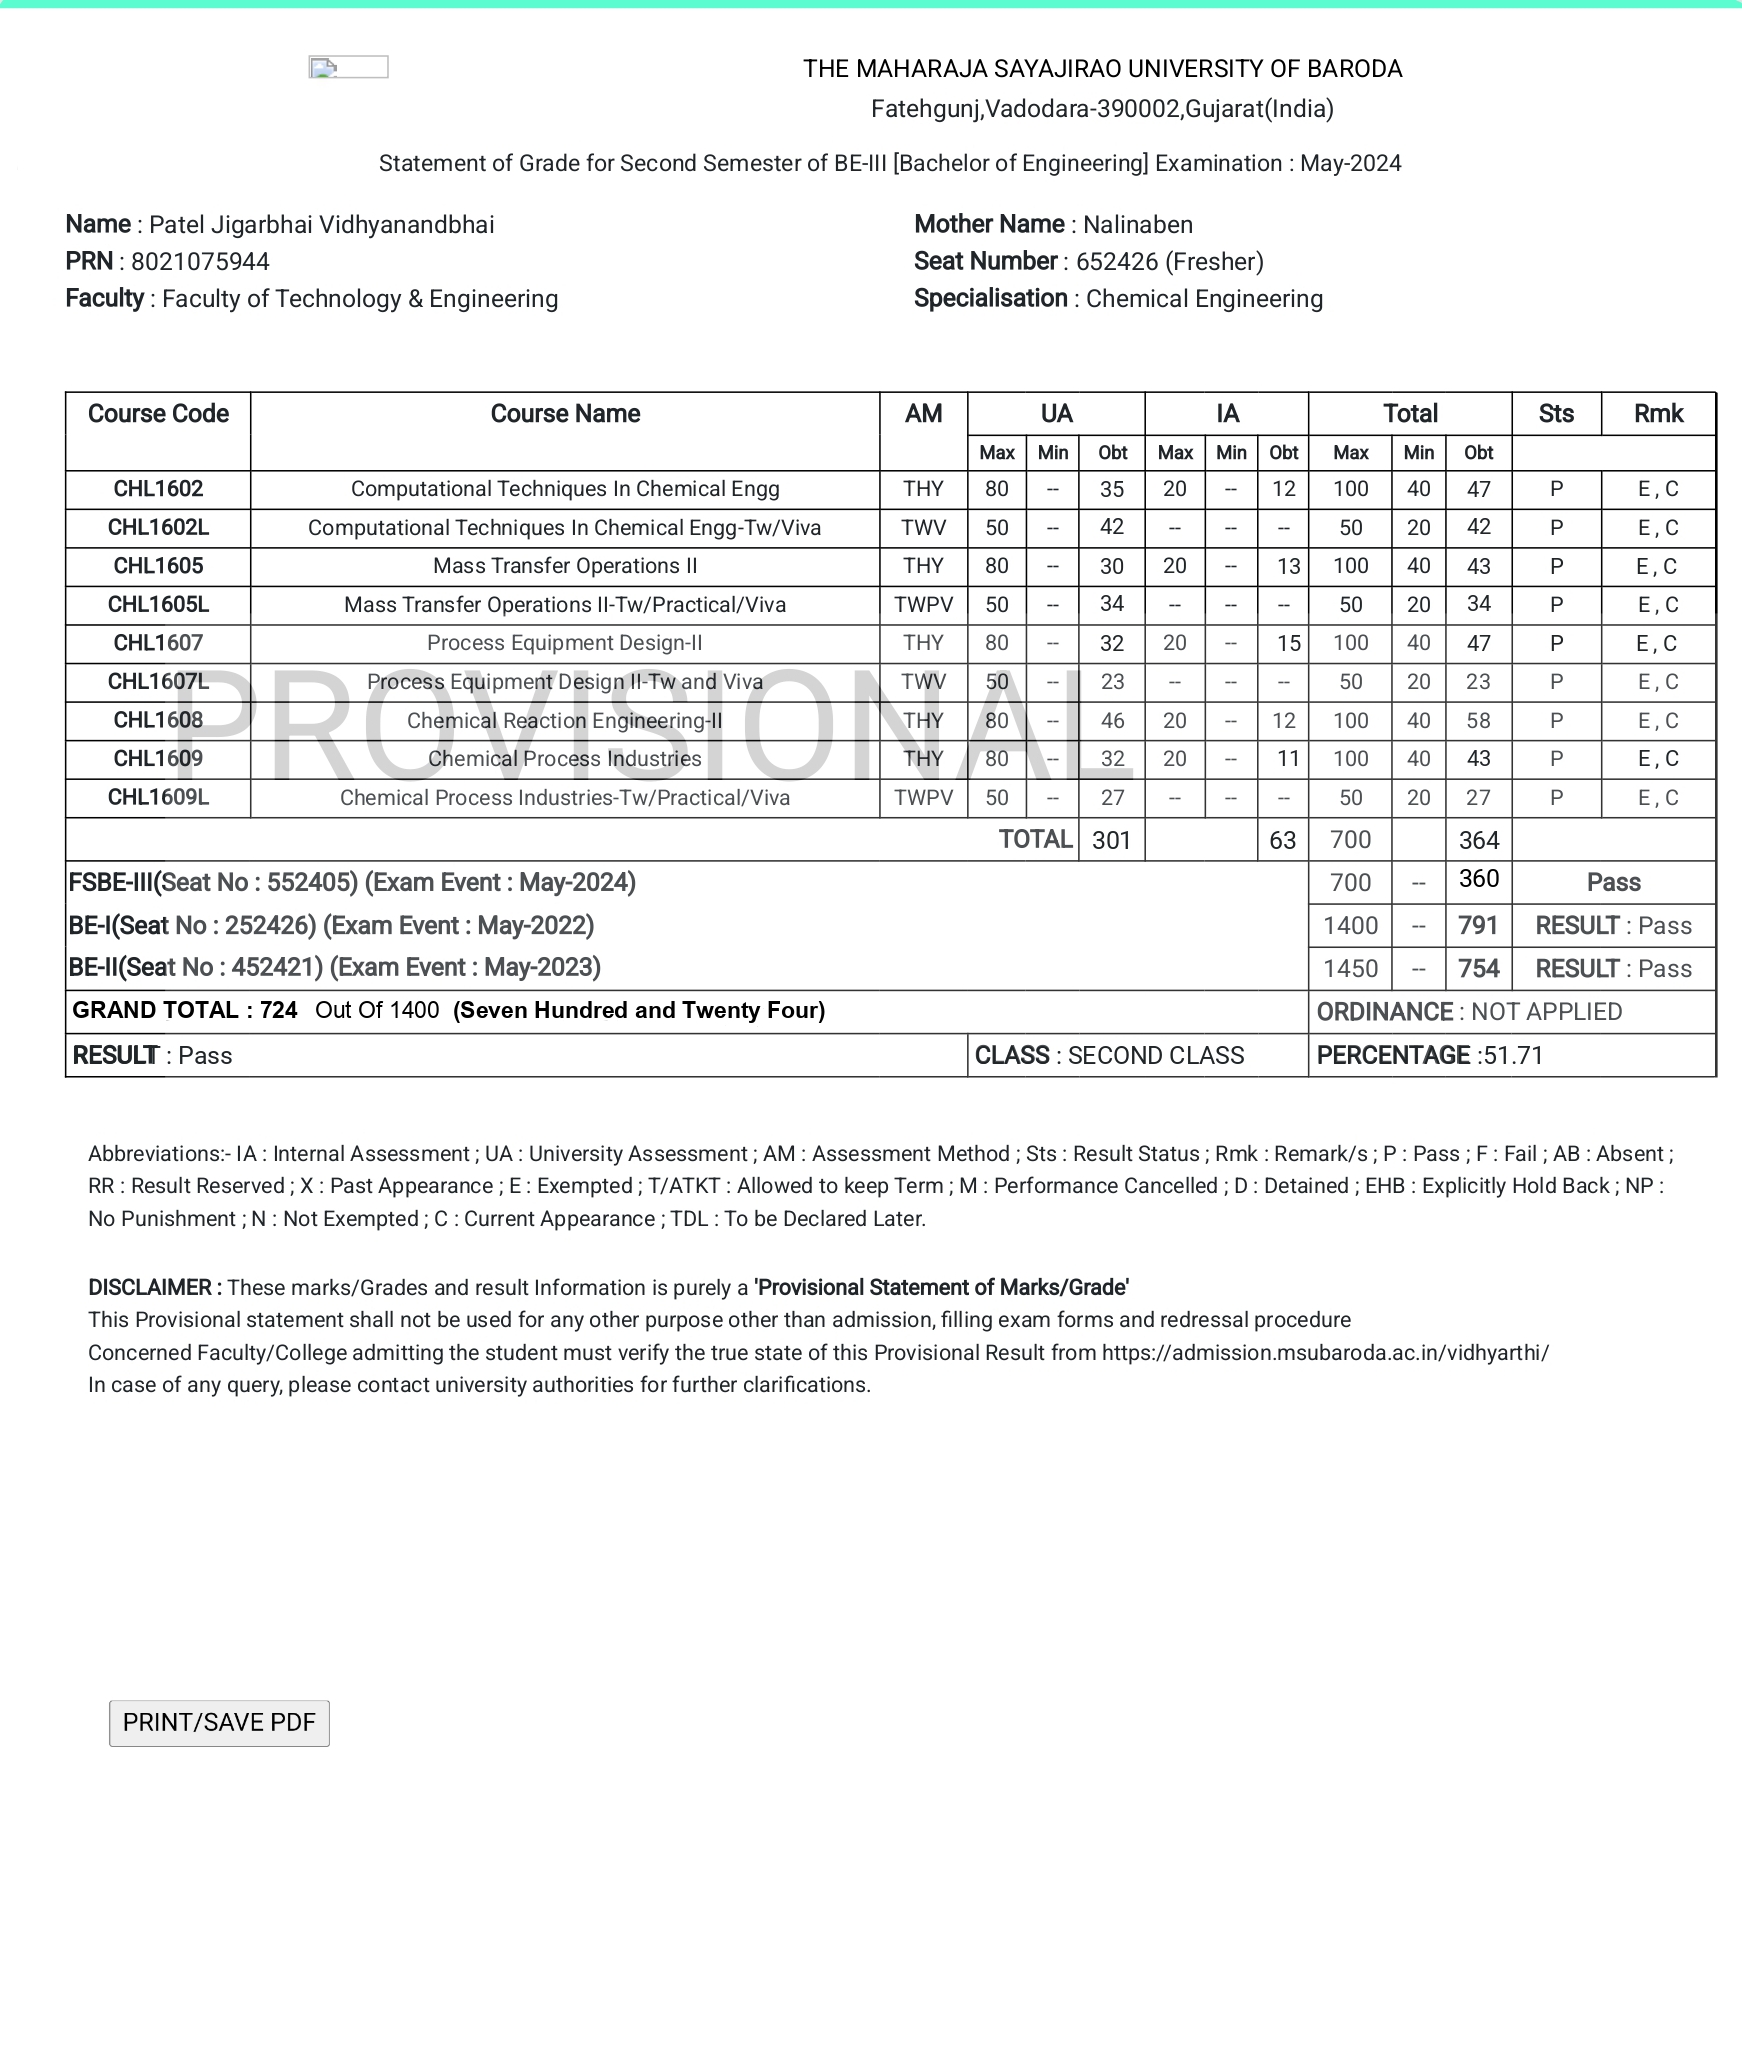 THE MAHARAJA SAYAJIRAO UNIVERSITY OF BARODA
Fatehgunj,Vadodara-390002,Gujarat(India)
Statement of Grade for Second Semester of BE-III [Bachelor of Engineering] Examination : May-2024
Name : Patel Jigarbhai Vidhyanandbhai Mother Name : Nalinaben
PRN : 8021075944 Seat Number : 652426 (Fresher)
Faculty : Faculty of Technology & Engineering Specialisation : Chemical Engineering
Course Code Course Name AM UA IA Total Sts Rmk
Max Min Obt Max Min Obt Max Min Obt
CHL1602 Computational Techniques In Chemical Engg THY 80 -- 35 20 -- 12 100 40 47 P E , C
CHL1602L Computational Techniques In Chemical Engg-Tw/Viva TWV 50 -- 42 -- -- -- 50 20 42 P E , C
CHL1605 Mass Transfer Operations II THY 80 -- 30 20 -- 13 100 40 43 P E , C
CHL1605L Mass Transfer Operations II-Tw/Practical/Viva TWPV 50 -- 34 -- -- -- 50 20 34 P E , C
CHL1607 Process Equipment Design-II THY 80 -- 32 20 -- 15 100 40 47 P E , C
CHL1607L Process Equipment Design II-Tw and Viva TWV 50 -- 23 -- -- -- 50 20 23 P E , C
PROVISIONAL
CHL1608 Chemical Reaction Engineering-II THY 80 -- 46 20 -- 12 100 40 58 P E , C
CHL1609 Chemical Process Industries THY 80 -- 32 20 -- 11 100 40 43 P E , C
CHL1609L Chemical Process Industries-Tw/Practical/Viva TWPV 50 -- 27 -- -- -- 50 20 27 P E , C
TOTAL 301 63 700 364
FSBE-III(Seat No : 552405) (Exam Event : May-2024) 700 -- 360 Pass
BE-I(Seat No : 252426) (Exam Event : May-2022) 1400 -- 791 RESULT : Pass
BE-II(Seat No : 452421) (Exam Event : May-2023) 1450 -- 754 RESULT : Pass
GRAND TOTAL : 724 Out Of 1400 (Seven Hundred and Twenty Four) ORDINANCE : NOT APPLIED
RESULT : Pass CLASS : SECOND CLASS PERCENTAGE :51.71
Abbreviations:- IA : Internal Assessment ; UA : University Assessment ; AM : Assessment Method ; Sts : Result Status ; Rmk : Remark/s ; P : Pass ; F : Fail ; AB : Absent ;
RR : Result Reserved ; X : Past Appearance ; E : Exempted ; T/ATKT : Allowed to keep Term ; M : Performance Cancelled ; D : Detained ; EHB : Explicitly Hold Back ; NP :
No Punishment ; N : Not Exempted ; C : Current Appearance ; TDL : To be Declared Later.
DISCLAIMER : These marks/Grades and result Information is purely a 'Provisional Statement of Marks/Grade'
This Provisional statement shall not be used for any other purpose other than admission, filling exam forms and redressal procedure
Concerned Faculty/College admitting the student must verify the true state of this Provisional Result from https://admission.msubaroda.ac.in/vidhyarthi/
In case of any query, please contact university authorities for further clarifications.
PRINT/SAVE PDF